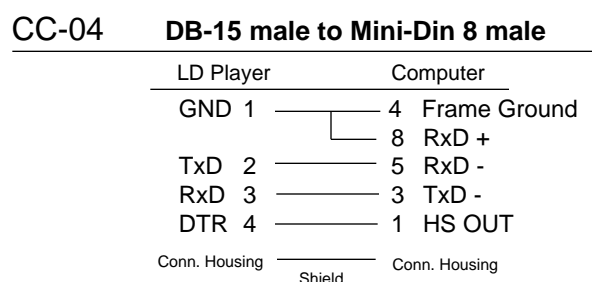 CC-04 DB-15 male to Mini-Din 8 male
LD Player Computer
GND 1 4 Frame Ground
8 RxD +
TxD 2 5 RxD -
RxD 3 3 TxD -
DTR 4 1 HS OUT
Conn. Housing Conn. Housing
Shield